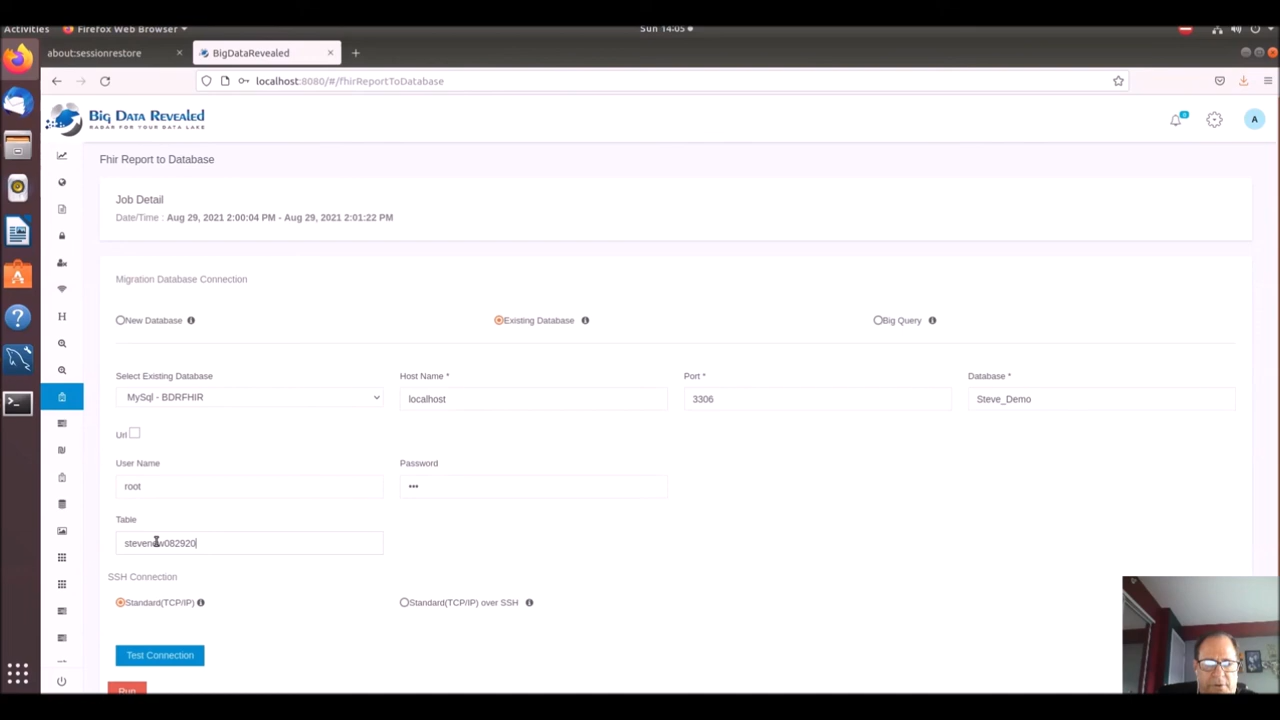 Activities Firefox Web Browser Sun 14:05
about:sessionrestore × BigDataRevealed × +
localhost:8080/#/fhirReportToDatabase
Big Data Revealed
RADAR FOR YOUR DATA LAKE
A
Fhir Report to Database
Job Detail
Date/Time : Aug 29, 2021 2:00:04 PM - Aug 29, 2021 2:01:22 PM
Migration Database Connection
New Database Existing Database Big Query
Select Existing Database Host Name * Port * Database *
MySql - BDRFHIR localhost 3306 Steve_Demo
Url
User Name Password
root •••
Table
SSH Connection
Standard(TCP/IP) Standard(TCP/IP) over SSH
Test Connection
Run